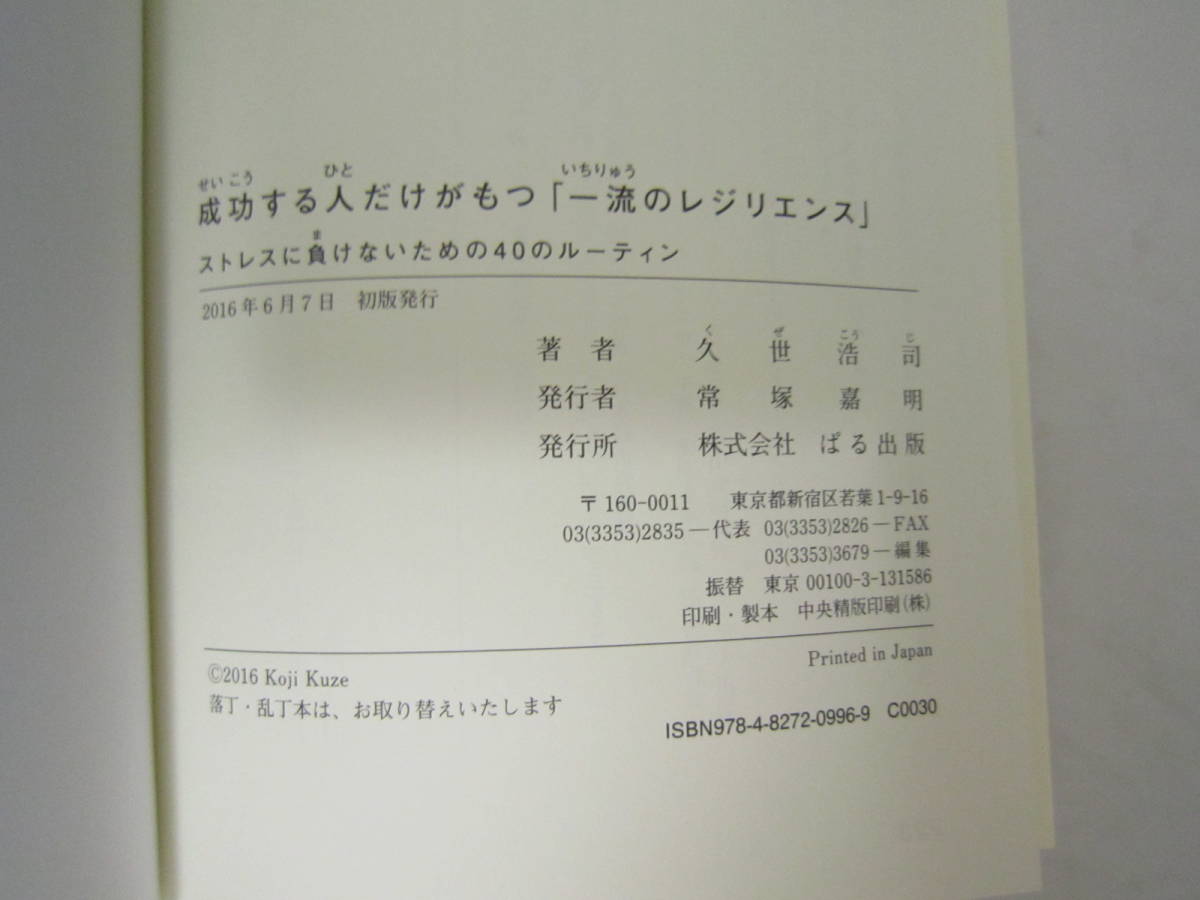 せいこう ひと いちりゅう
成功する人だけがもつ「一流のレジリエンス」
ま
ストレスに負けないための40のルーティン
2016年6月7日 初版発行
く ぜ こう じ
著者 久世浩司
発行者 常塚嘉明
発行所 株式会社 ぱる出版
〒160-0011 東京都新宿区若葉1-9-16
03(3353)2835―代表 03(3353)2826―FAX
03(3353)3679―編集
振替 東京 00100-3-131586
印刷・製本 中央精版印刷(株)
©2016 Koji Kuze
Printed in Japan
落丁・乱丁本は、お取り替えいたします
ISBN978-4-8272-0996-9 C0030